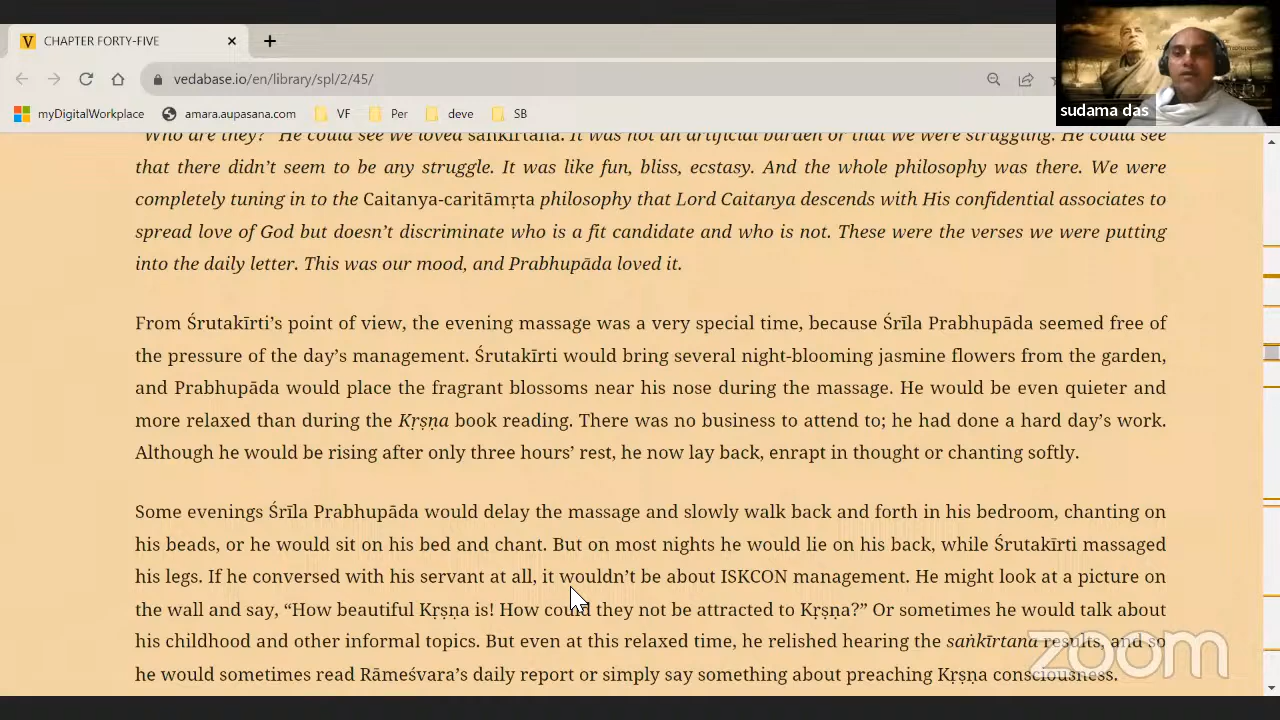 CHAPTER FORTY-FIVE
vedabase.io/en/library/spl/2/45/
myDigitalWorkplace amara.aupasana.com VF Per deve SB
sudama das
"Who are they?" He could see we loved saṅkīrtana. It was not an artificial burden or that we were struggling. He could see
that there didn’t seem to be any struggle. It was like fun, bliss, ecstasy. And the whole philosophy was there. We were
completely tuning in to the Caitanya-caritāmṛta philosophy that Lord Caitanya descends with His confidential associates to
spread love of God but doesn’t discriminate who is a fit candidate and who is not. These were the verses we were putting
into the daily letter. This was our mood, and Prabhupāda loved it.
From Śrutakīrti’s point of view, the evening massage was a very special time, because Śrīla Prabhupāda seemed free of
the pressure of the day’s management. Śrutakīrti would bring several night-blooming jasmine flowers from the garden,
and Prabhupāda would place the fragrant blossoms near his nose during the massage. He would be even quieter and
more relaxed than during the Kṛṣṇa book reading. There was no business to attend to; he had done a hard day’s work.
Although he would be rising after only three hours’ rest, he now lay back, enrapt in thought or chanting softly.
Some evenings Śrīla Prabhupāda would delay the massage and slowly walk back and forth in his bedroom, chanting on
his beads, or he would sit on his bed and chant. But on most nights he would lie on his back, while Śrutakīrti massaged
his legs. If he conversed with his servant at all, it wouldn’t be about ISKCON management. He might look at a picture on
the wall and say, “How beautiful Kṛṣṇa is! How could they not be attracted to Kṛṣṇa?” Or sometimes he would talk about
his childhood and other informal topics. But even at this relaxed time, he relished hearing the saṅkīrtana results, and so
he would sometimes read Rāmeśvara’s daily report or simply say something about preaching Kṛṣṇa consciousness.
zoom